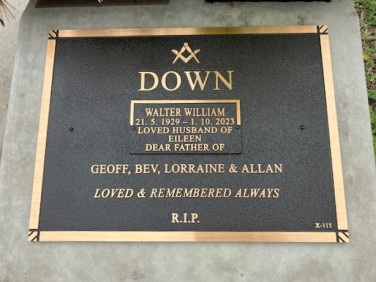 DOWN
WALTER WILLIAM
21. 5. 1929 – 1. 10. 2023
LOVED HUSBAND OF
EILEEN
DEAR FATHER OF
GEOFF, BEV, LORRAINE & ALLAN
LOVED & REMEMBERED ALWAYS
R.I.P.
X-115